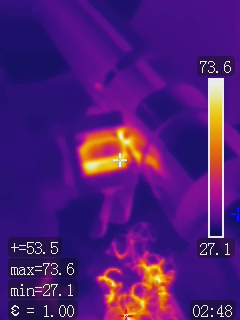 73.6
27.1
+=53.5
max=73.6
min=27.1
ε = 1.00
02:48